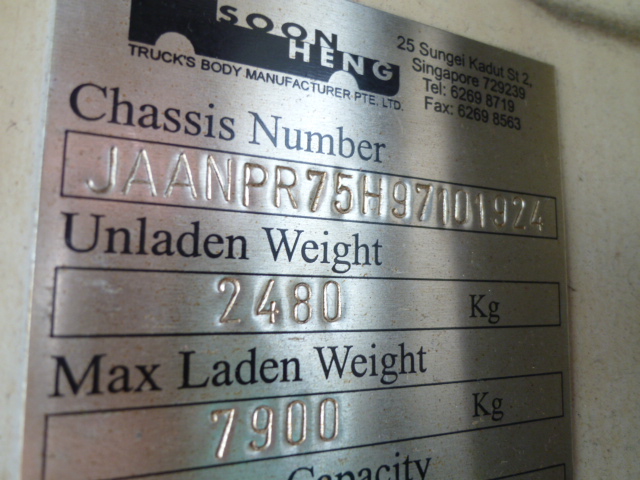 SOON
HENG
TRUCK'S BODY MANUFACTURER PTE. LTD.
25 Sungei Kadut St 2,
Singapore 729239
Tel: 6269 8719
Fax: 6269 8563
Chassis Number
JAANPR75H97101924
Unladen Weight
2480 Kg
Max Laden Weight
7900 Kg
Capacity